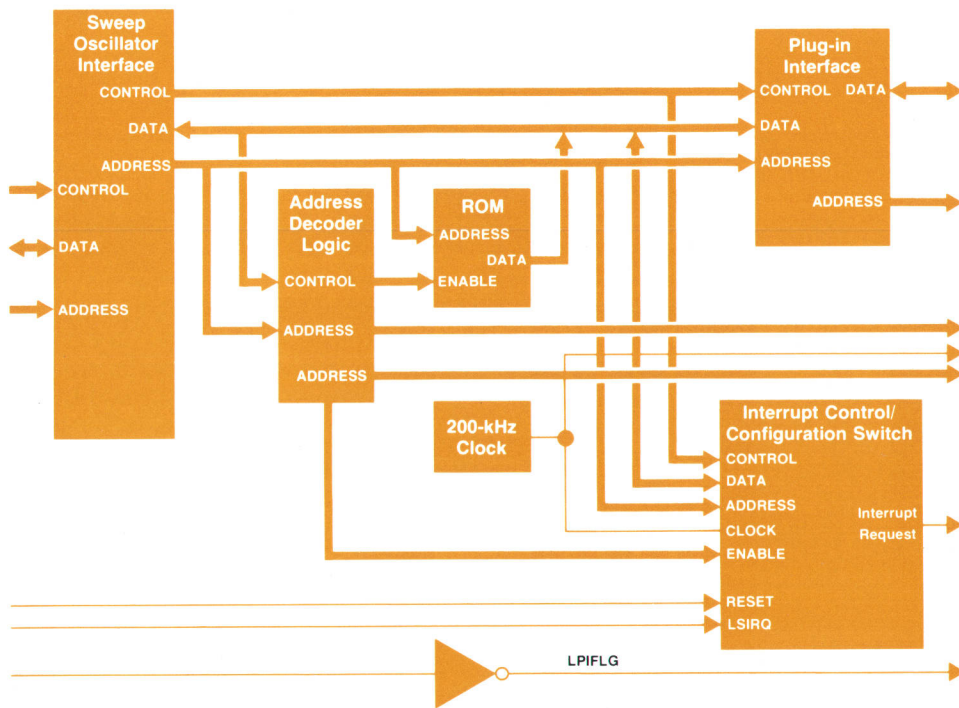 Sweep
Oscillator
Interface
CONTROL
DATA
ADDRESS
CONTROL
DATA
ADDRESS
Address
Decoder
Logic
CONTROL
ADDRESS
ADDRESS
ROM
ADDRESS
DATA
ENABLE
200-kHz
Clock
Plug-in
Interface
CONTROL DATA
DATA
ADDRESS
ADDRESS
Interrupt Control/
Configuration Switch
CONTROL
DATA
ADDRESS
CLOCK
ENABLE
RESET
LSIRQ
Interrupt
Request
LPIFLG